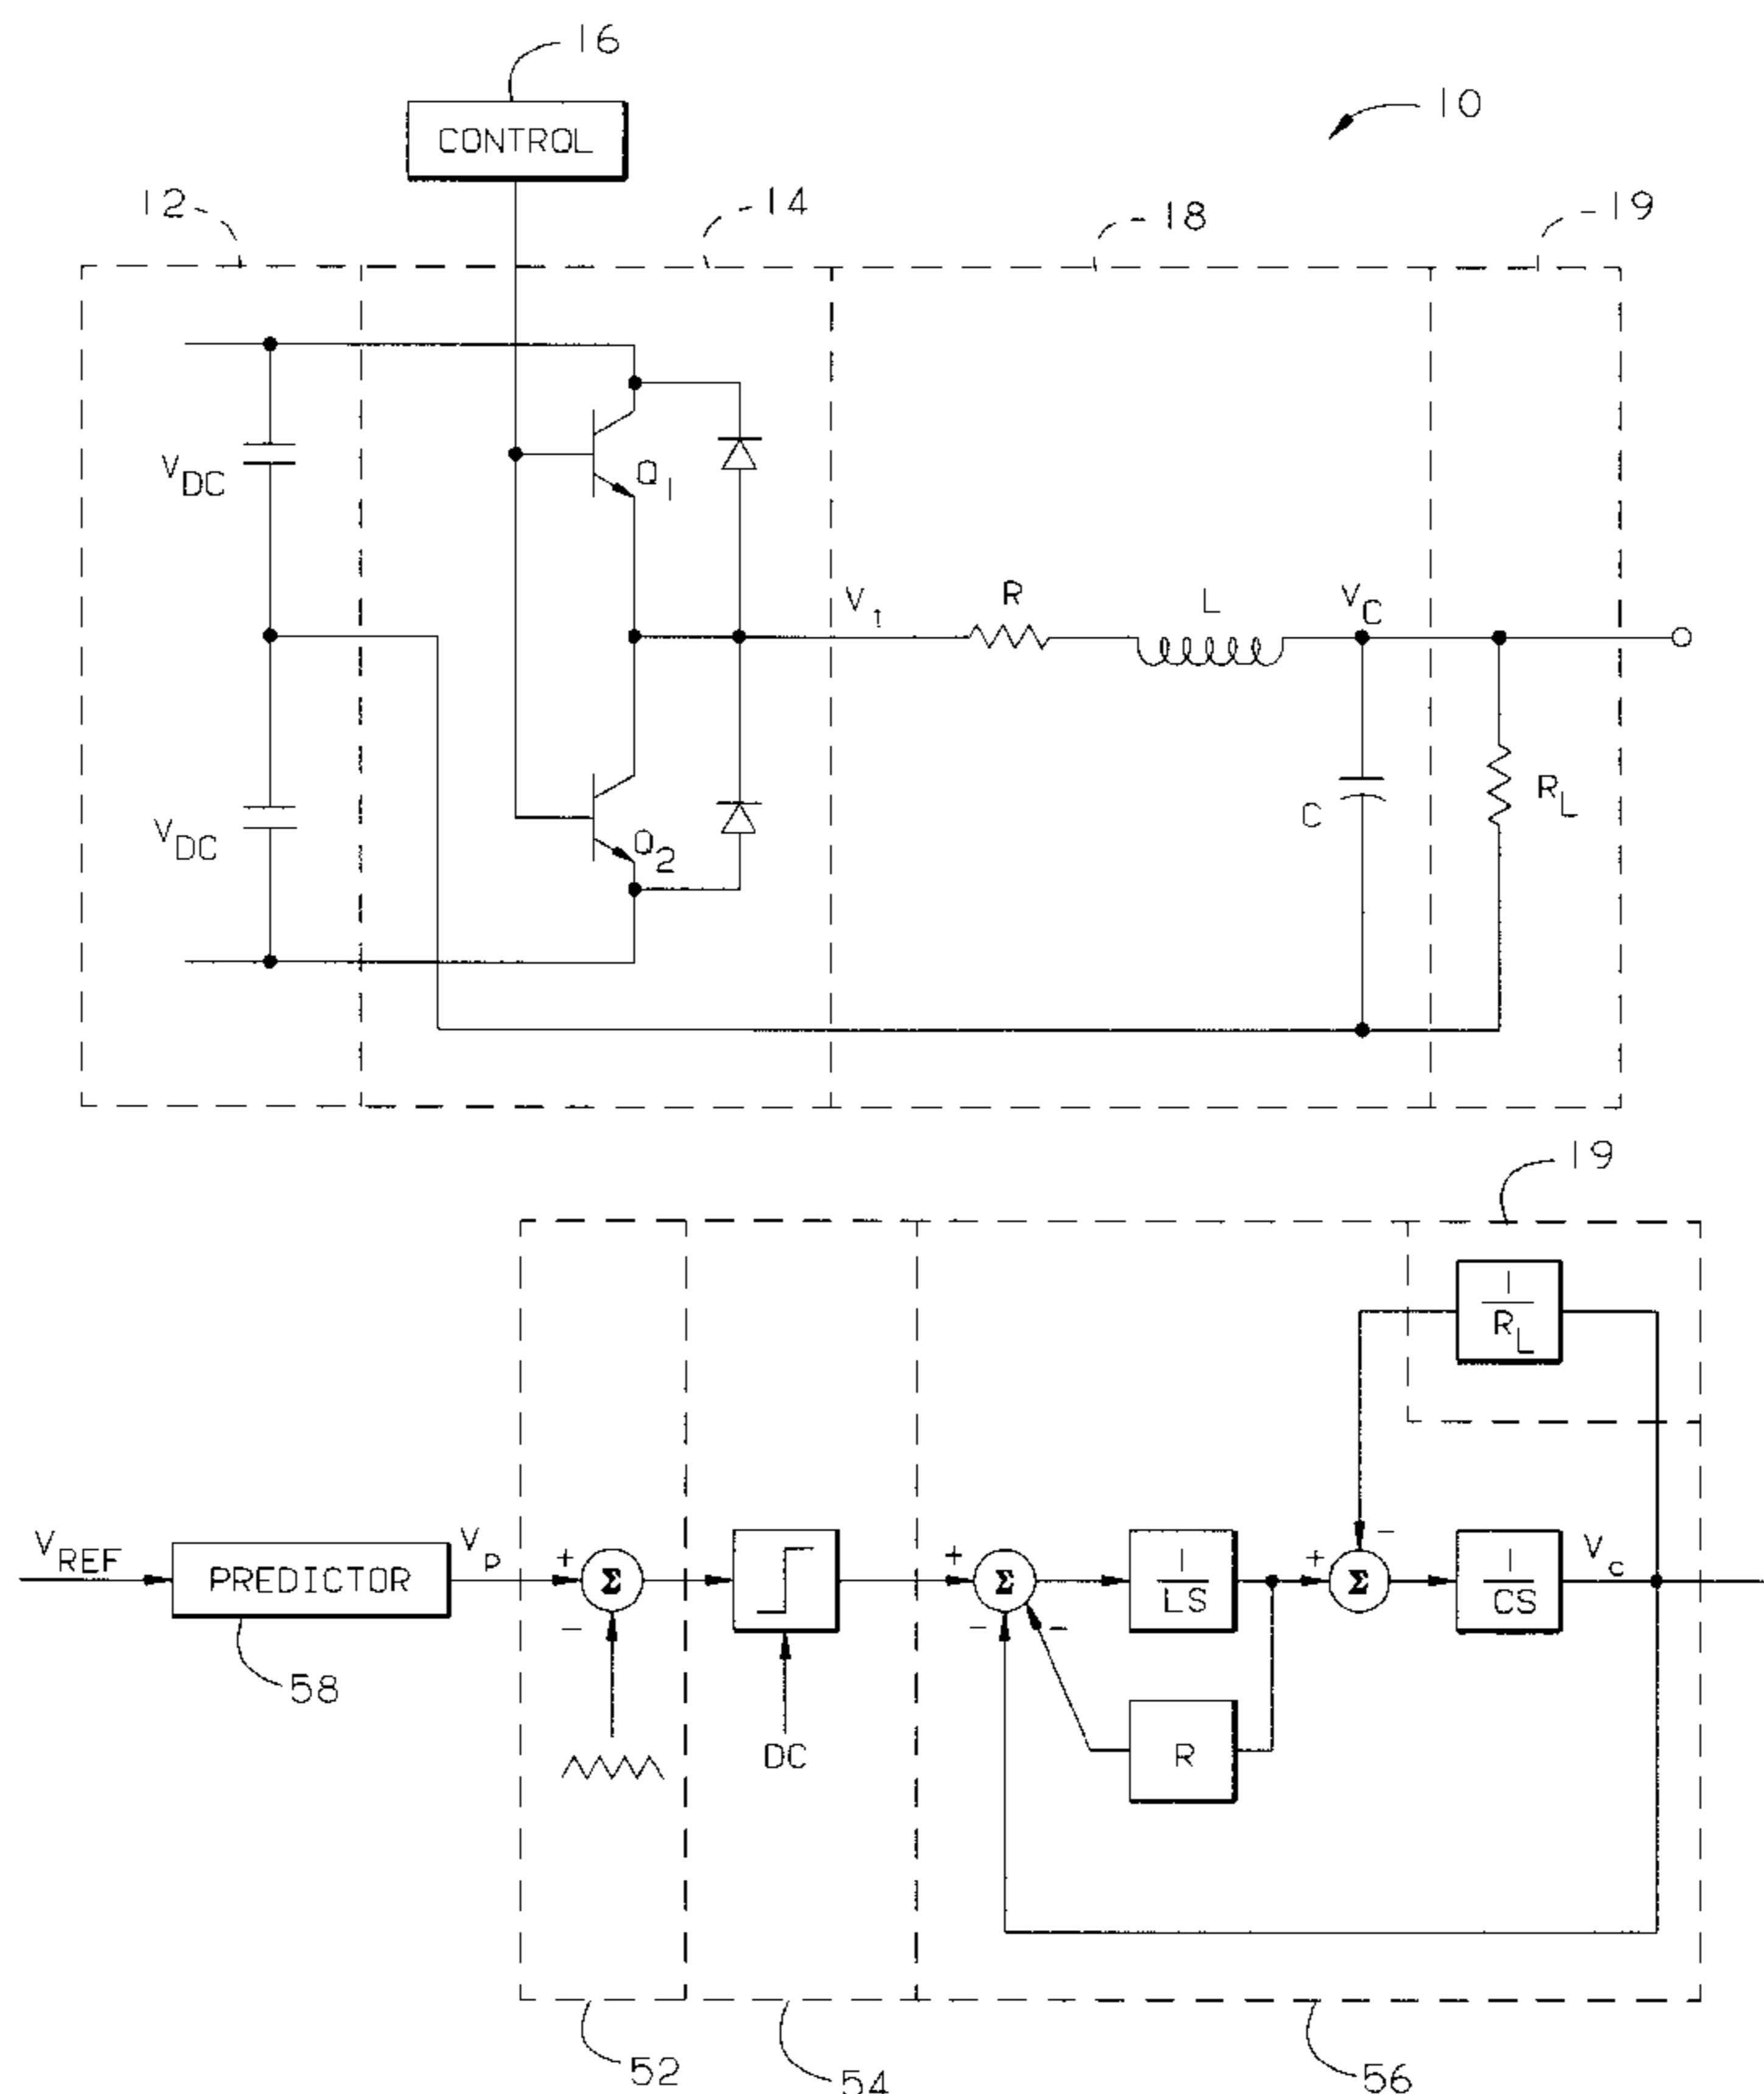 16
10
CONTROL
12
14
18
19
VDC
Q1
V1
R
L
VC
VDC
Q2
C
RL
19
1
RL
VREF
PREDICTOR
Vp
+
Σ
-
+
Σ
-
-
1
LS
+
Σ
-
1
CS
Vc
58
DC
R
52
54
56